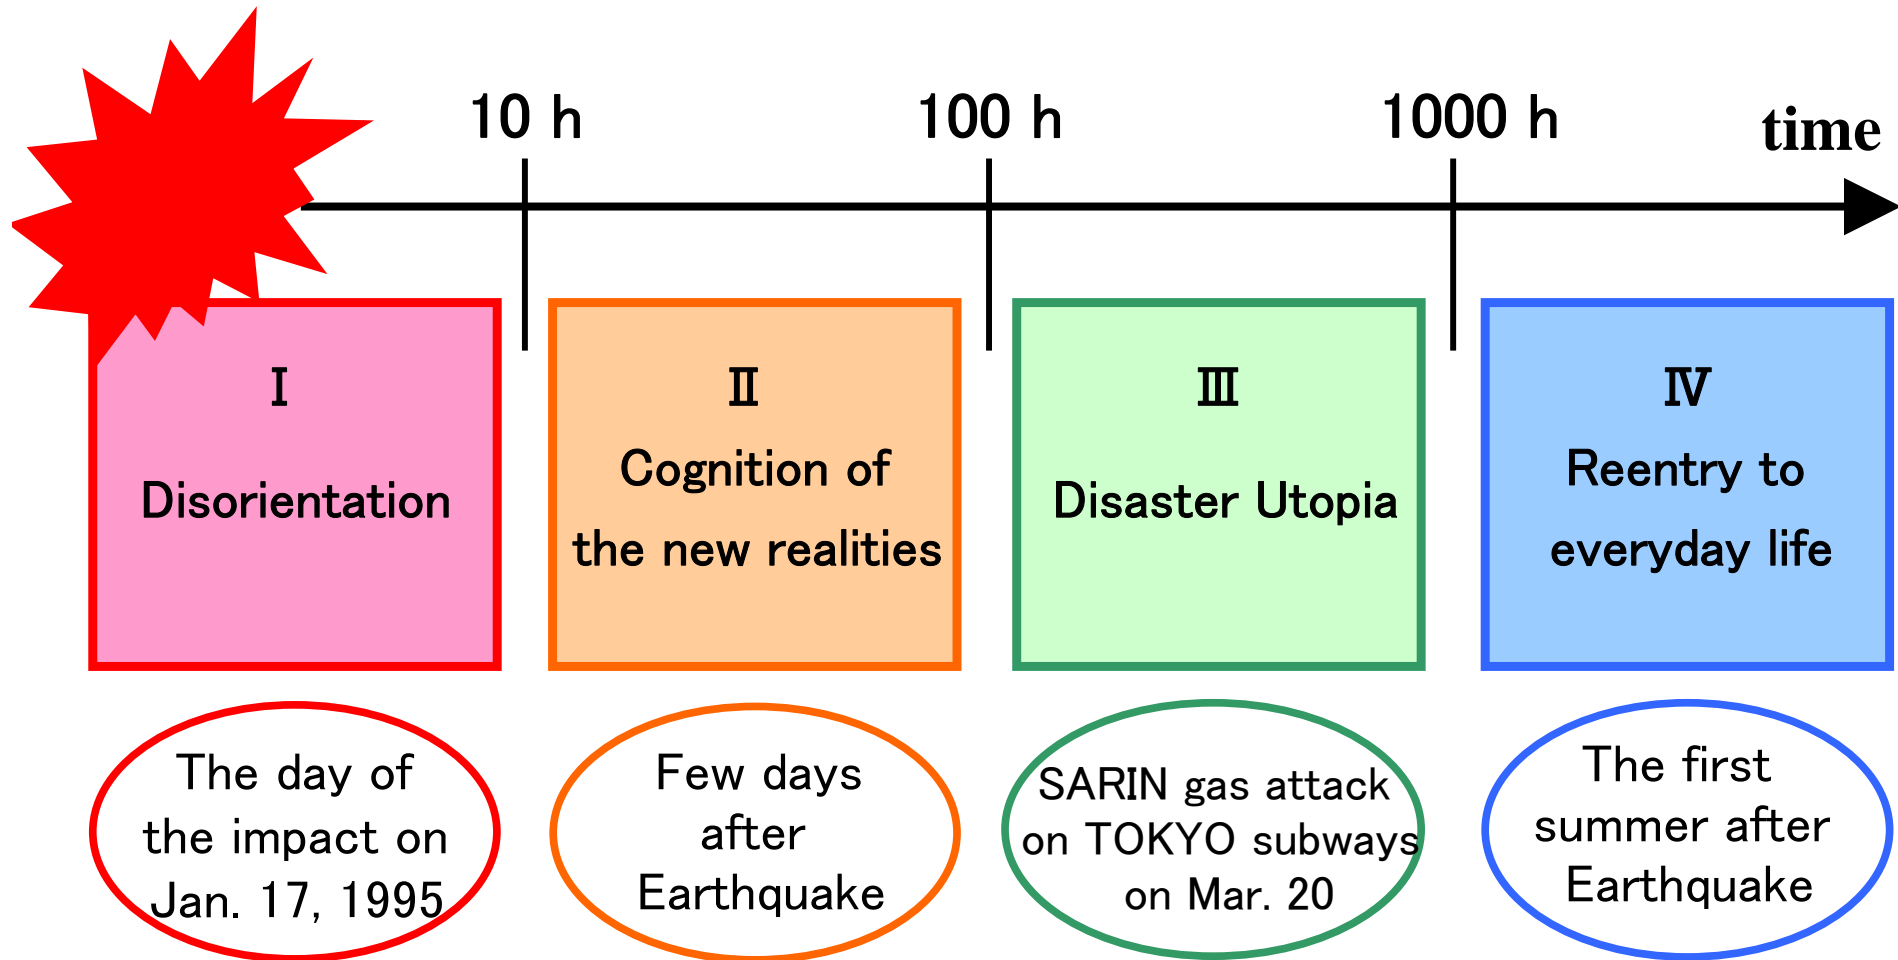 10 h
100 h
1000 h
time
Ⅰ
Disorientation
Ⅱ
Cognition of
the new realities
Ⅲ
Disaster Utopia
Ⅳ
Reentry to
everyday life
The day of
the impact on
Jan. 17, 1995
Few days
after
Earthquake
SARIN gas attack
on TOKYO subways
on Mar. 20
The first
summer after
Earthquake